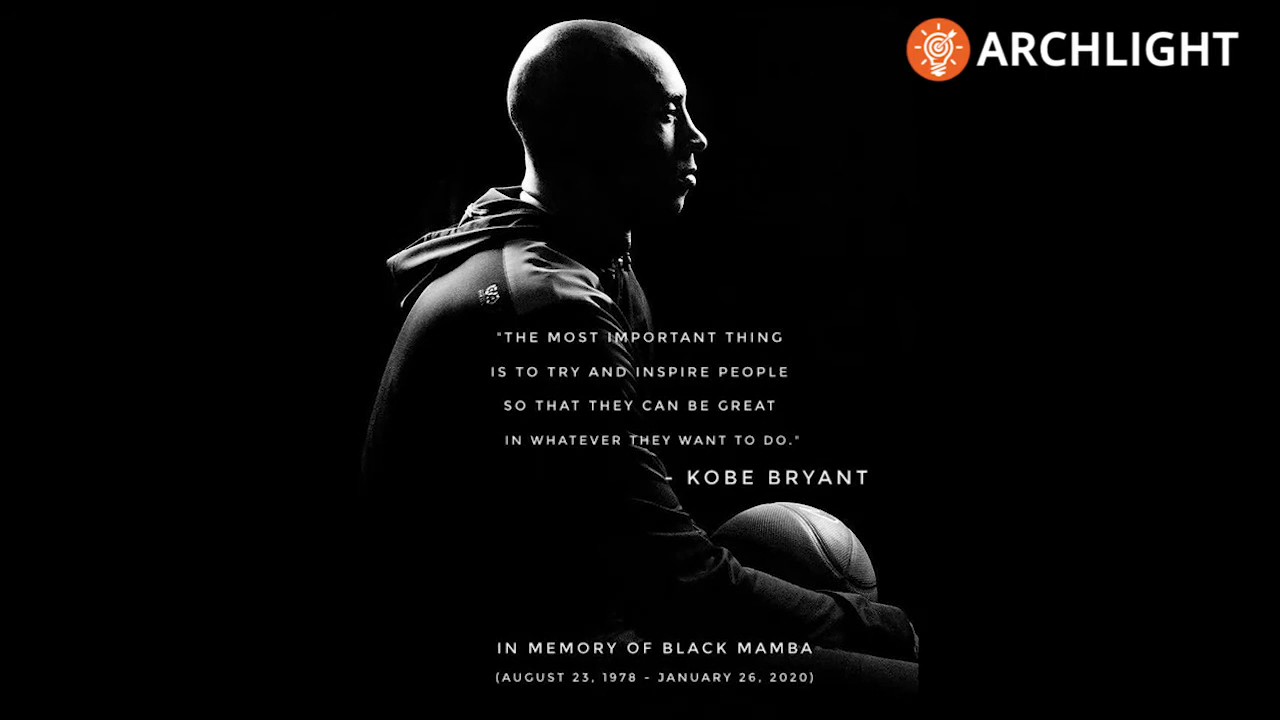 ARCHLIGHT
"THE MOST IMPORTANT THING
IS TO TRY AND INSPIRE PEOPLE
SO THAT THEY CAN BE GREAT
IN WHATEVER THEY WANT TO DO."
- KOBE BRYANT
IN MEMORY OF BLACK MAMBA
(AUGUST 23, 1978 - JANUARY 26, 2020)